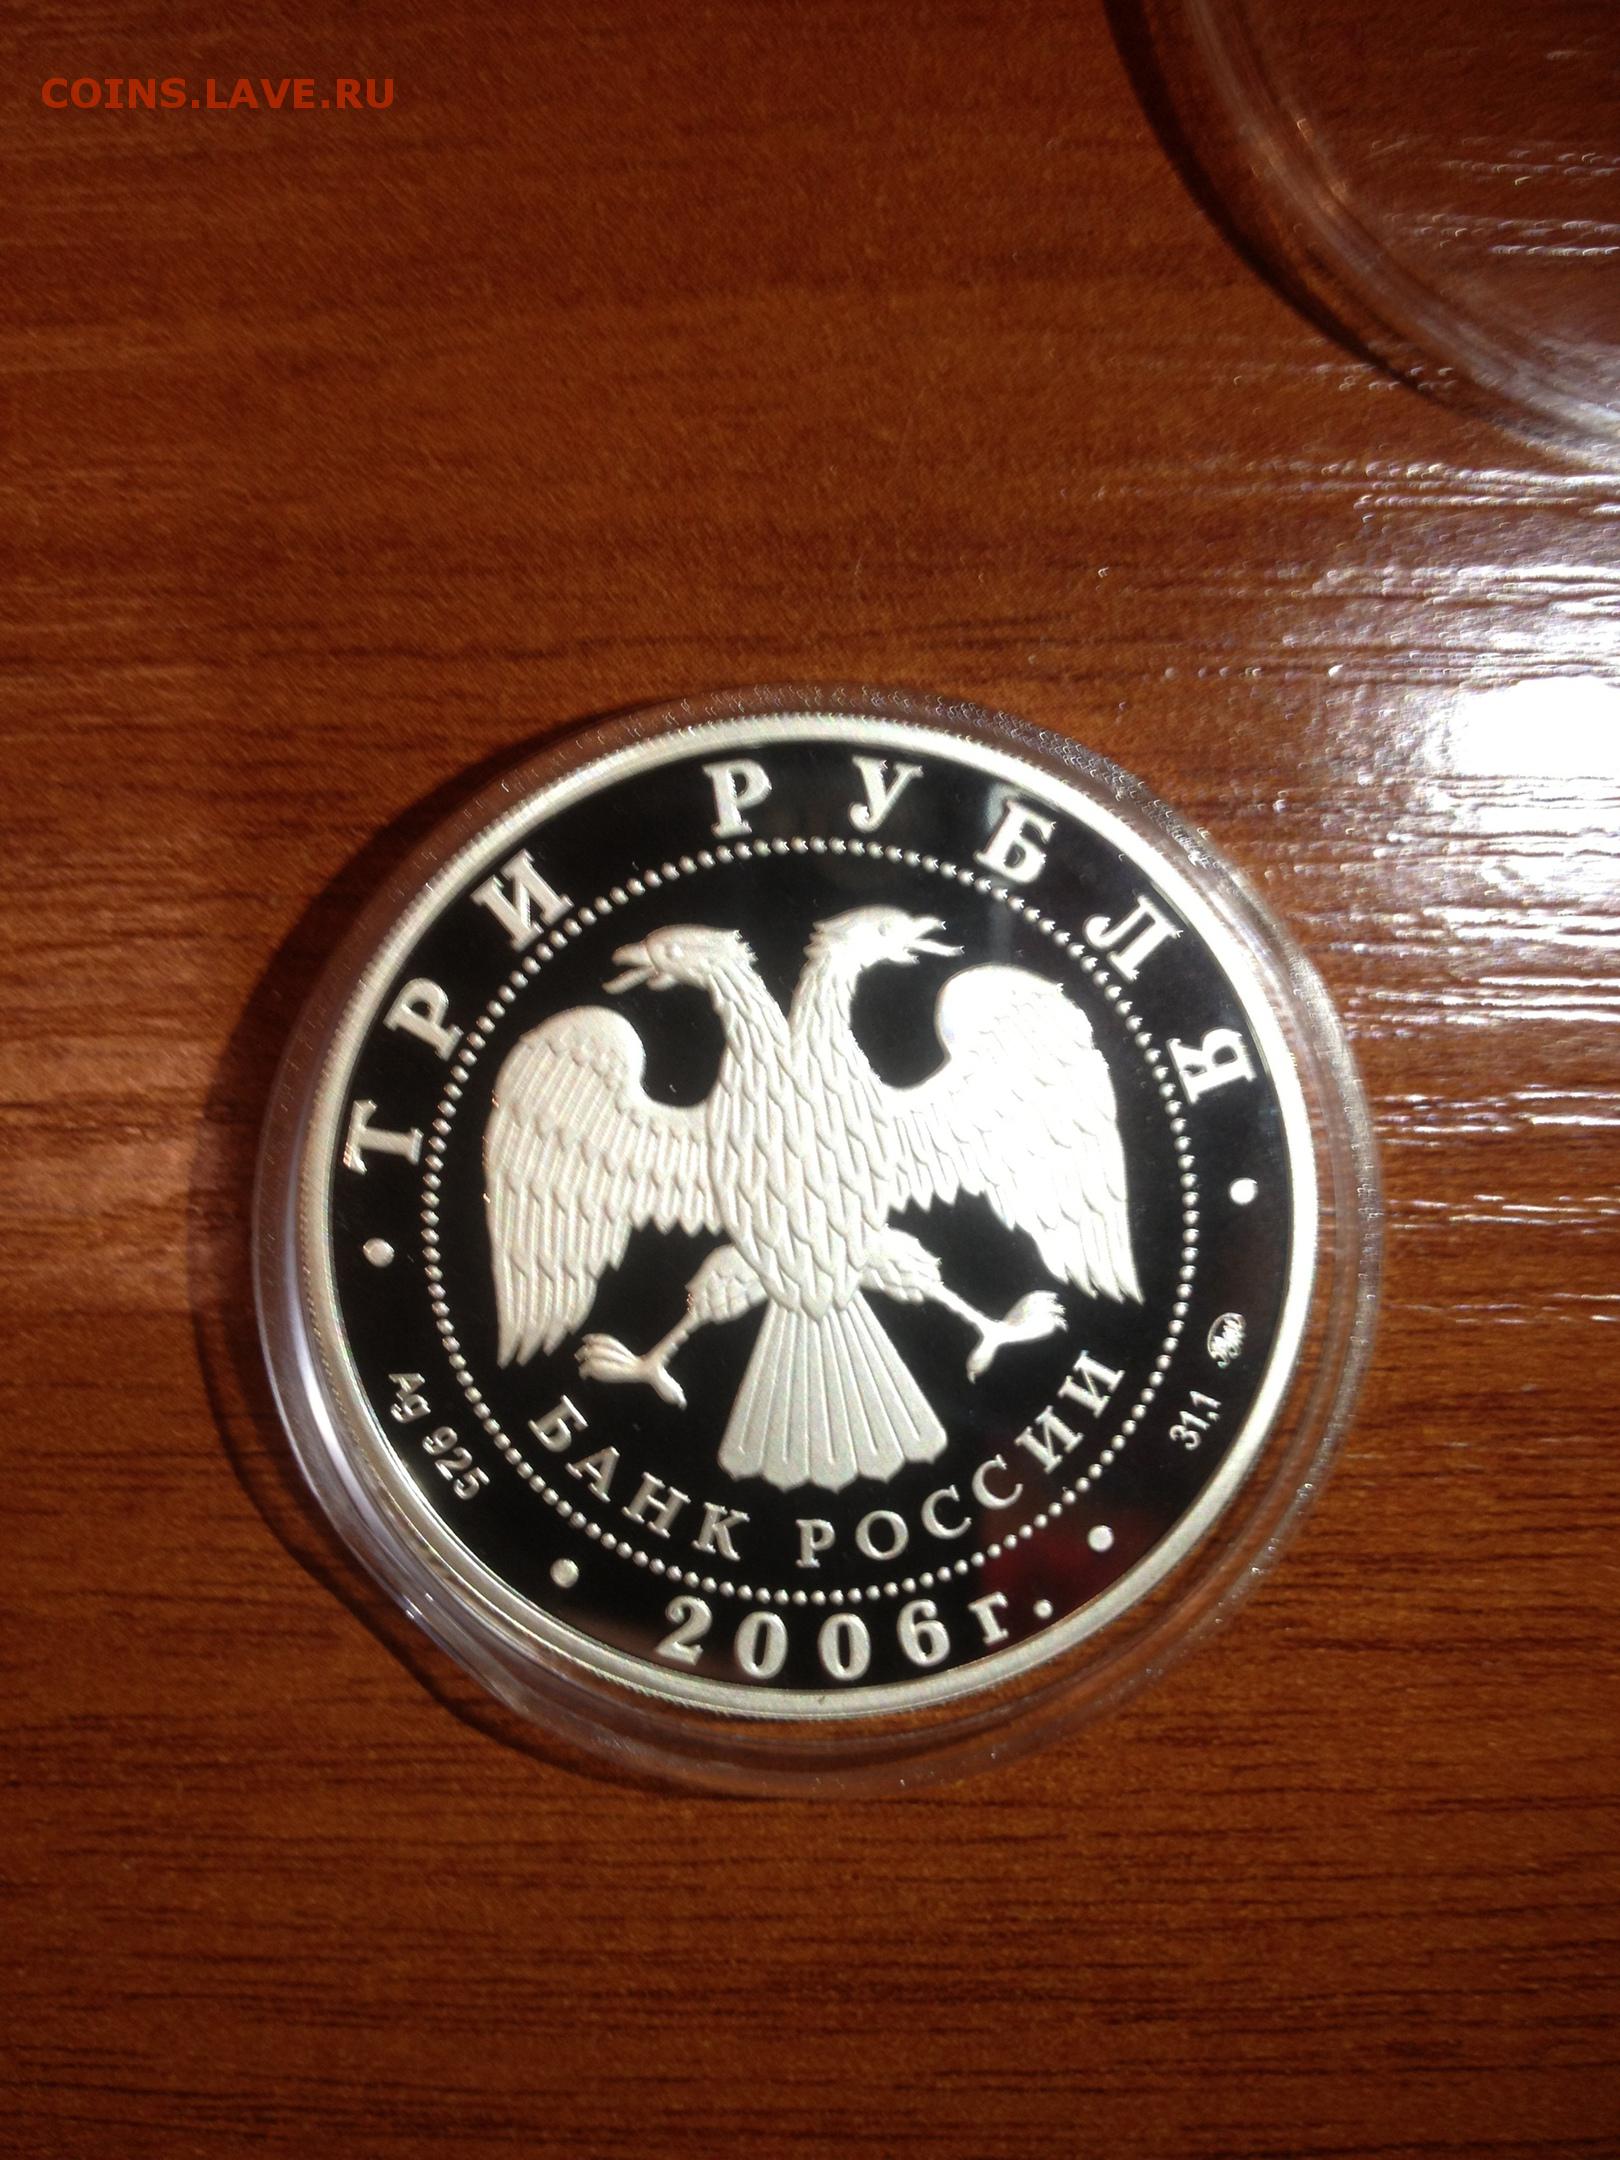 COINS.LAVE.RU
ТРИ РУБЛЯ
БАНК РОССИИ
Ag 925
2006г.
31,1